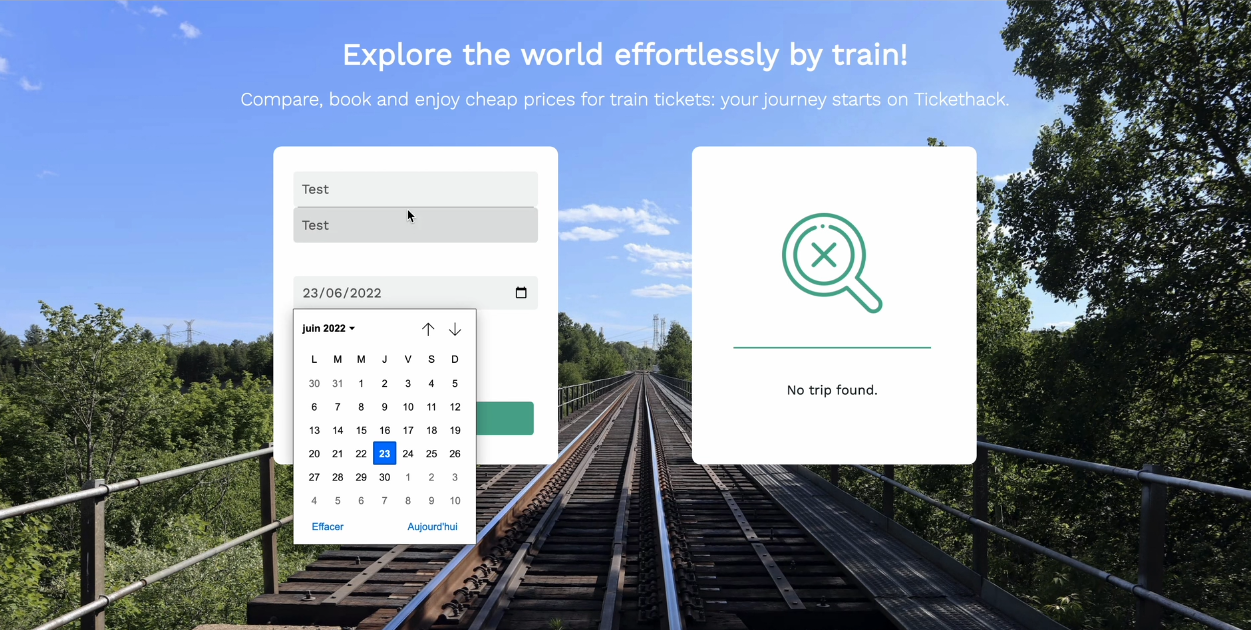 Explore the world effortlessly by train!
Compare, book and enjoy cheap prices for train tickets: your journey starts on Tickethack.
Test
Test
23/06/2022
juin 2022
L M M J V S D
30 31 1 2 3 4 5
6 7 8 9 10 11 12
13 14 15 16 17 18 19
20 21 22 23 24 25 26
27 28 29 30 1 2 3
4 5 6 7 8 9 10
Effacer Aujourd'hui
No trip found.